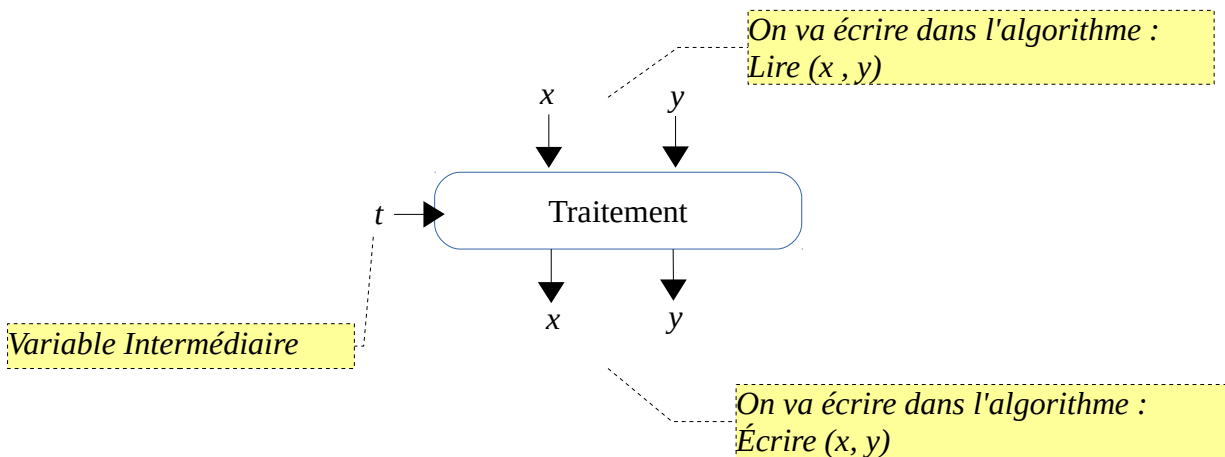 On va écrire dans l'algorithme :
Lire (x , y)
x
y
t
Traitement
Variable Intermédiaire
x
y
On va écrire dans l'algorithme :
Écrire (x, y)